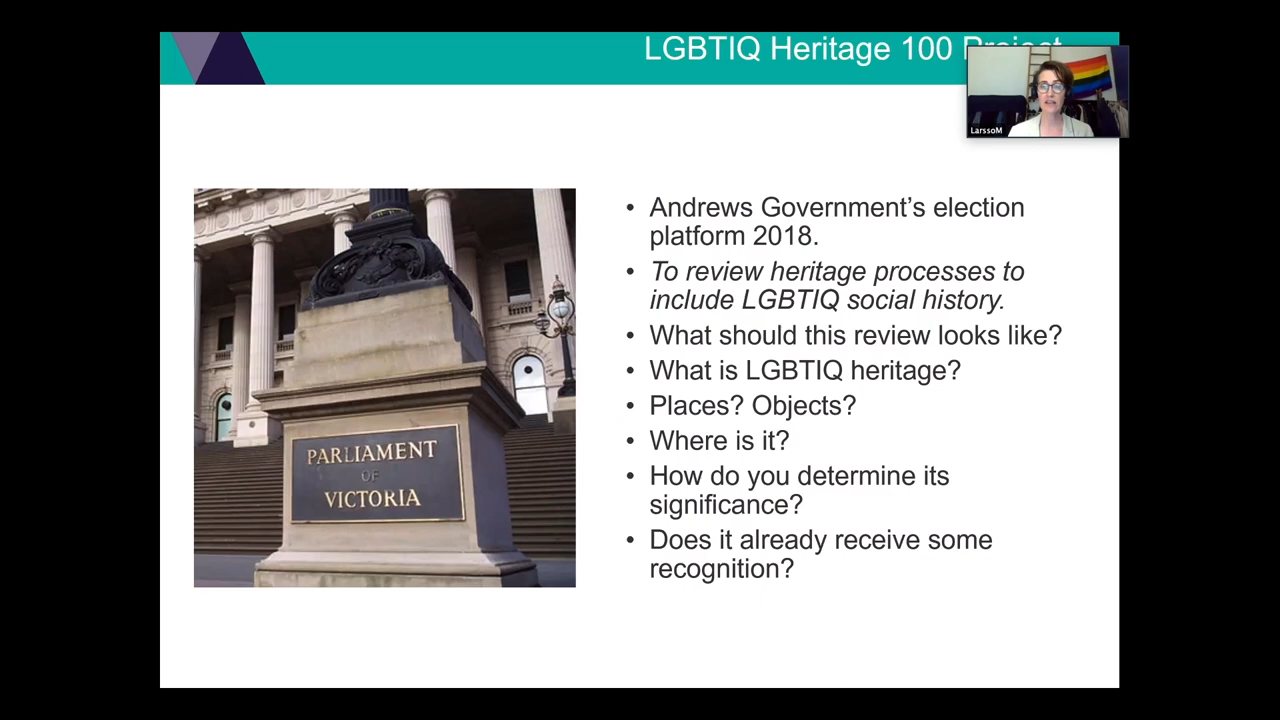 LGBTIQ Heritage 100 Project
LarssoM
PARLIAMENT
OF
VICTORIA
• Andrews Government’s election
platform 2018.
• To review heritage processes to
include LGBTIQ social history.
• What should this review looks like?
• What is LGBTIQ heritage?
• Places? Objects?
• Where is it?
• How do you determine its
significance?
• Does it already receive some
recognition?